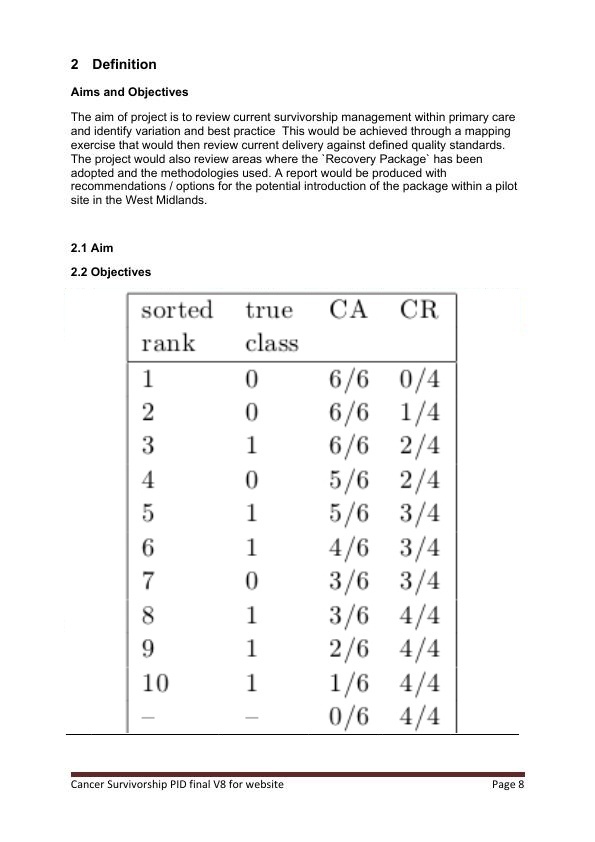 2 Definition
Aims and Objectives
The aim of project is to review current survivorship management within primary care
and identify variation and best practice  This would be achieved through a mapping
exercise that would then review current delivery against defined quality standards.
The project would also review areas where the `Recovery Package` has been
adopted and the methodologies used. A report would be produced with
recommendations / options for the potential introduction of the package within a pilot
site in the West Midlands.
2.1 Aim
2.2 Objectives
sorted true CA CR
rank class
1 0 6/6 0/4
2 0 6/6 1/4
3 1 6/6 2/4
4 0 5/6 2/4
5 1 5/6 3/4
6 1 4/6 3/4
7 0 3/6 3/4
8 1 3/6 4/4
9 1 2/6 4/4
10 1 1/6 4/4
– – 0/6 4/4
Cancer Survivorship PID final V8 for website Page 8